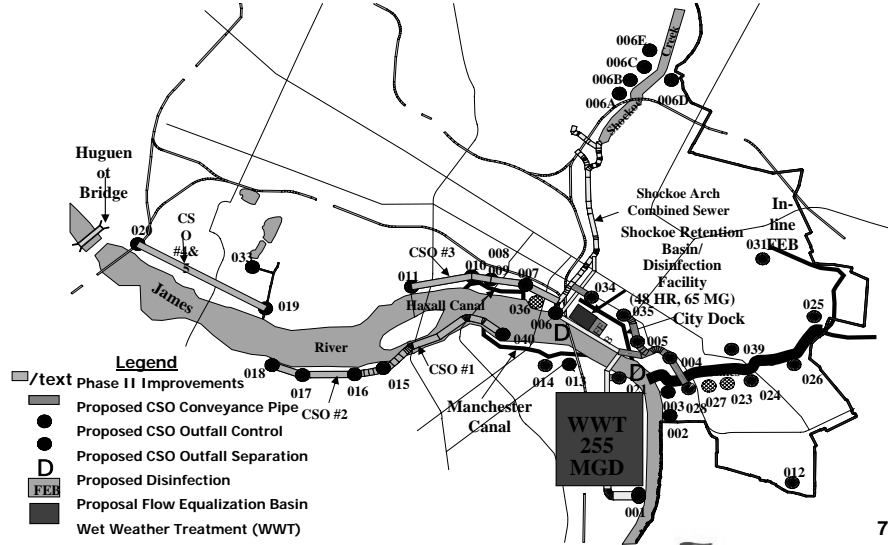 006E
006C
006B
006A
006D
Creek
Shockoe
Huguen
ot
Bridge
020
CS
O
#4&
5
033
019
James
River
Shockoe Arch
Combined Sewer
Shockoe Retention
Basin/
Disinfection
Facility
(48 HR, 65 MG)
City Dock
In-
line
FEB
031
CSO #3
011
010
008
009
007
Haxall Canal
036
006
D
034
035
005
004
025
039
026
024
023
027
028
003
002
021
D
040
CSO #1
014
013
Manchester
Canal
018
017
CSO #2
016
015
WWT
255
MGD
001
012
Legend
/text Phase II Improvements
Proposed CSO Conveyance Pipe
Proposed CSO Outfall Control
Proposed CSO Outfall Separation
D
Proposed Disinfection
FEB
Proposal Flow Equalization Basin
Wet Weather Treatment (WWT)
7